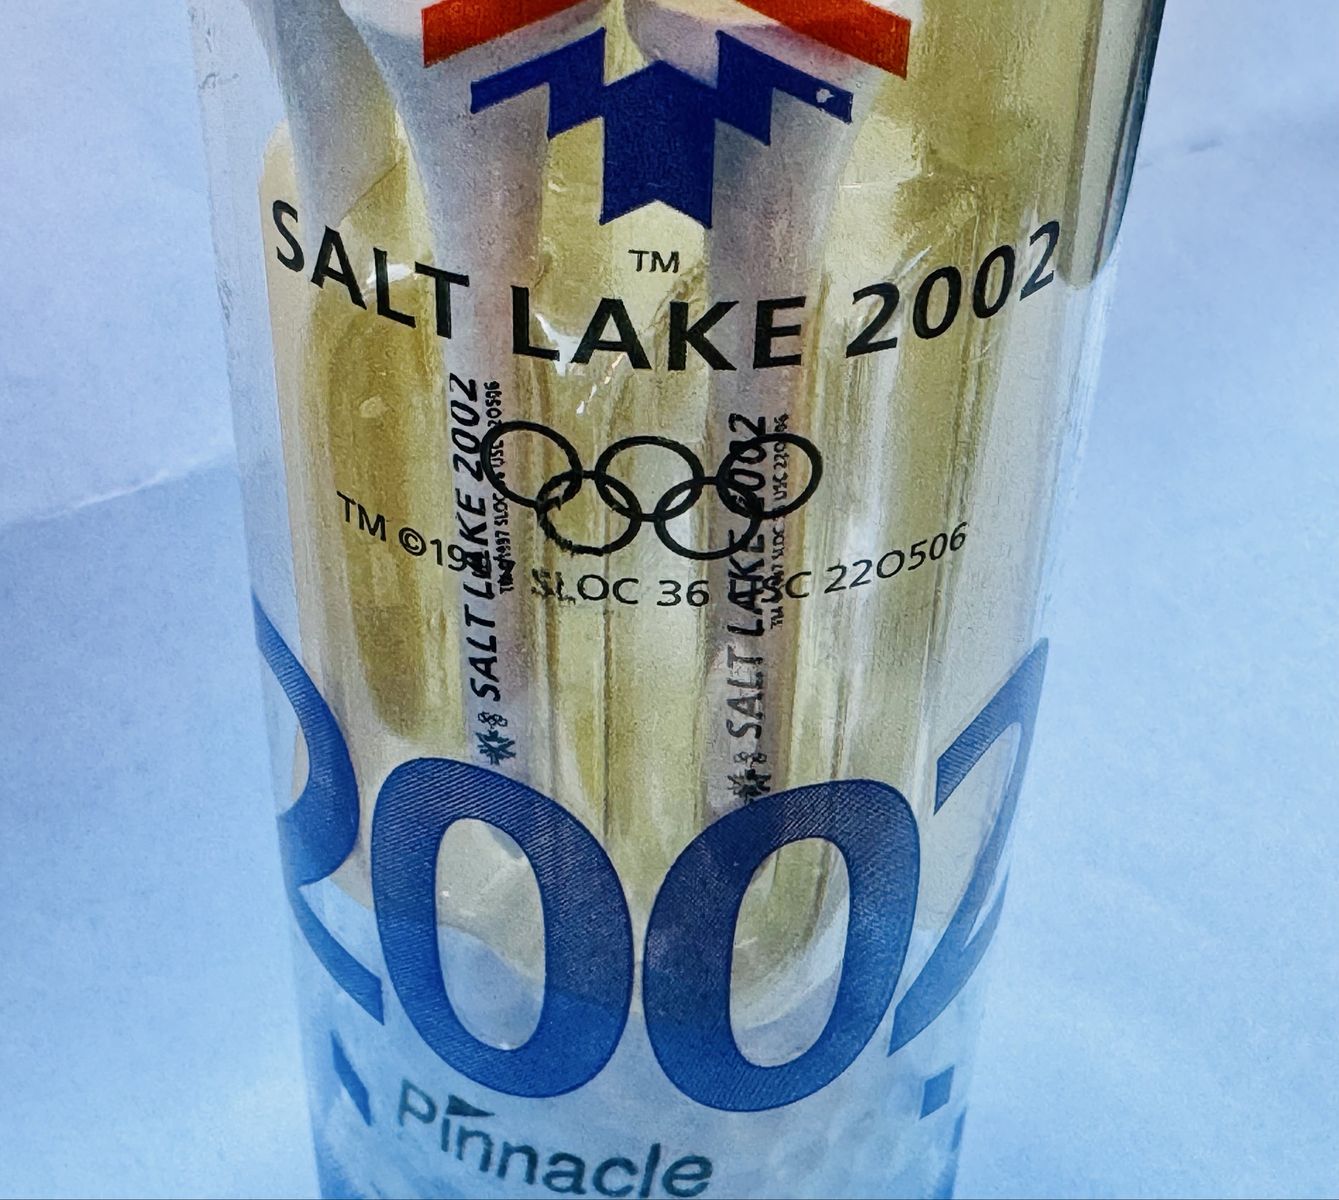 TM
SALT LAKE 2002
SALT LAKE 2002
SALT LAKE 2002
TM ©19
SLOC 36 USC 220506
2002
Pinnacle